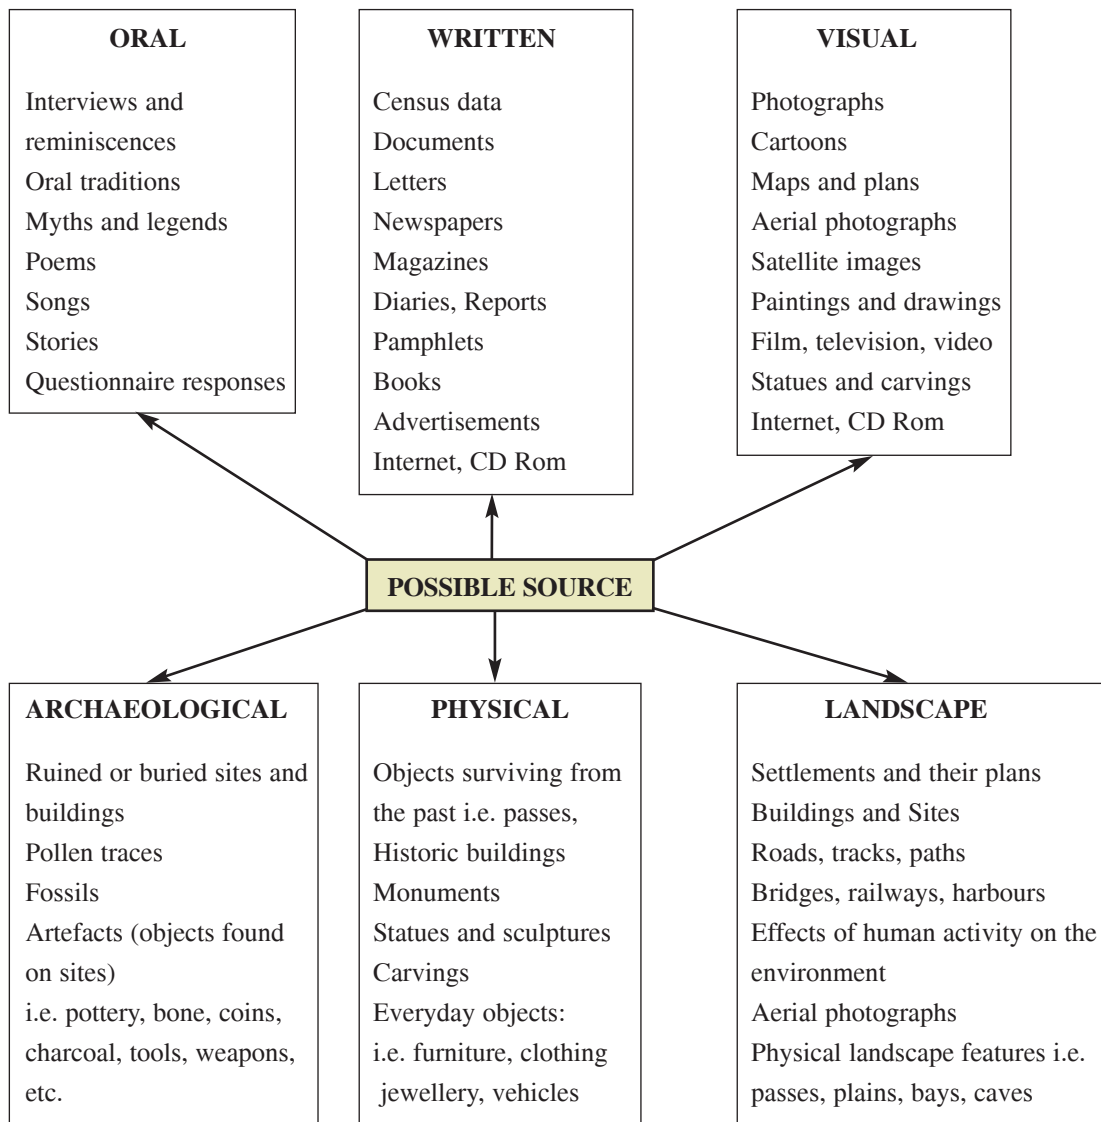 ORAL
Interviews and
reminiscences
Oral traditions
Myths and legends
Poems
Songs
Stories
Questionnaire responses
WRITTEN
Census data
Documents
Letters
Newspapers
Magazines
Diaries, Reports
Pamphlets
Books
Advertisements
Internet, CD Rom
VISUAL
Photographs
Cartoons
Maps and plans
Aerial photographs
Satellite images
Paintings and drawings
Film, television, video
Statues and carvings
Internet, CD Rom
POSSIBLE SOURCE
ARCHAEOLOGICAL
Ruined or buried sites and
buildings
Pollen traces
Fossils
Artefacts (objects found
on sites)
i.e. pottery, bone, coins,
charcoal, tools, weapons,
etc.
PHYSICAL
Objects surviving from
the past i.e. passes,
Historic buildings
Monuments
Statues and sculptures
Carvings
Everyday objects:
i.e. furniture, clothing
jewellery, vehicles
LANDSCAPE
Settlements and their plans
Buildings and Sites
Roads, tracks, paths
Bridges, railways, harbours
Effects of human activity on the
environment
Aerial photographs
Physical landscape features i.e.
passes, plains, bays, caves